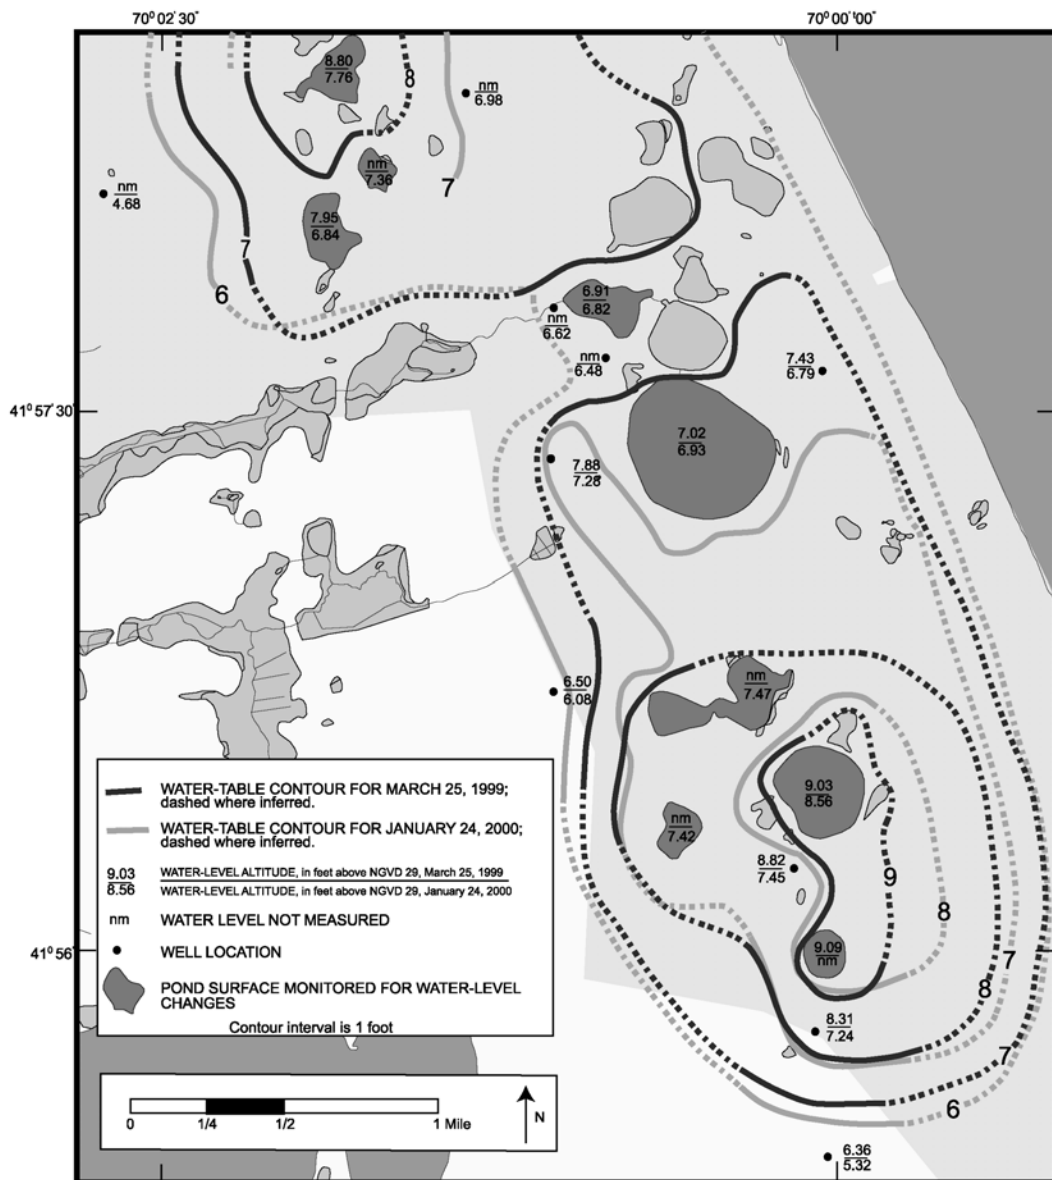 70° 02' 30"
70° 00' 00"
8.80
7.76
8
nm
6.98
nm
7.36
7
nm
4.68
7.95
6.84
7
6
6.91
6.82
nm
6.62
nm
6.48
7.43
6.79
41° 57' 30"
7.02
6.93
7.88
7.28
nm
7.47
6.50
6.08
9.03
8.56
nm
7.42
8.82
7.45
9
8
41° 56'
9.09
nm
7
8
8.31
7.24
7
6
6.36
5.32
WATER-TABLE CONTOUR FOR MARCH 25, 1999;
dashed where inferred.
WATER-TABLE CONTOUR FOR JANUARY 24, 2000;
dashed where inferred.
9.03 WATER-LEVEL ALTITUDE, in feet above NGVD 29, March 25, 1999
8.56 WATER-LEVEL ALTITUDE, in feet above NGVD 29, January 24, 2000
nm WATER LEVEL NOT MEASURED
WELL LOCATION
POND SURFACE MONITORED FOR WATER-LEVEL
CHANGES
Contour interval is 1 foot
0 1/4 1/2 1 Mile
N